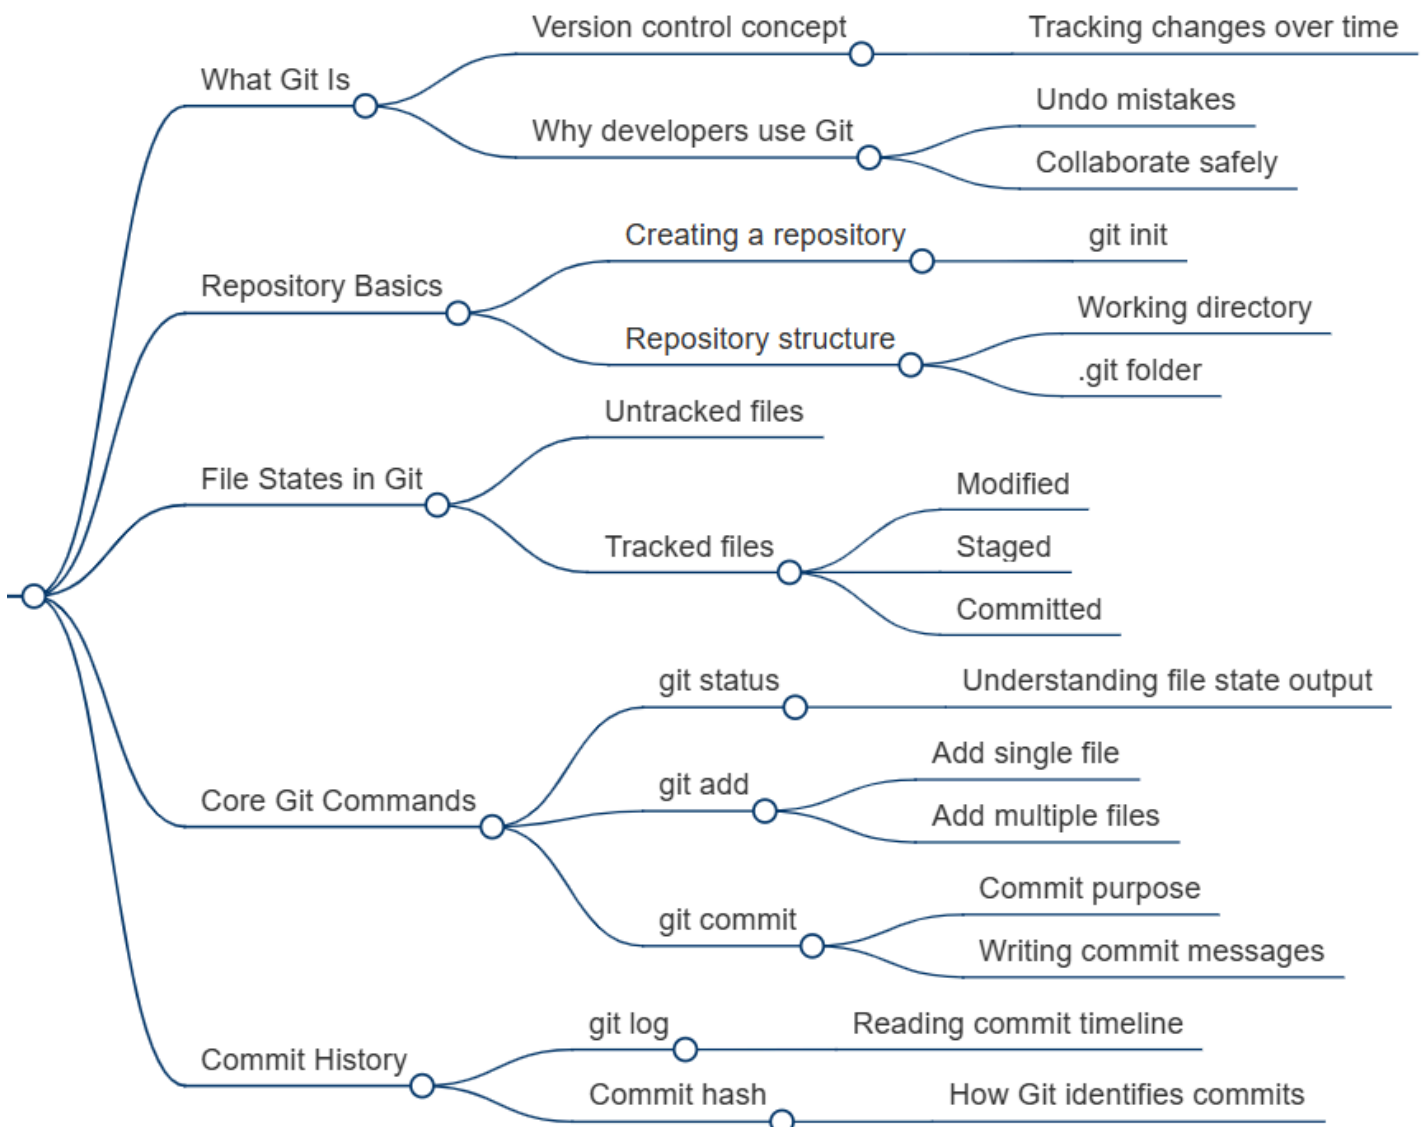 What Git Is
Version control concept
Tracking changes over time
Why developers use Git
Undo mistakes
Collaborate safely
Repository Basics
Creating a repository
git init
Repository structure
Working directory
.git folder
File States in Git
Untracked files
Tracked files
Modified
Staged
Committed
Core Git Commands
git status
Understanding file state output
git add
Add single file
Add multiple files
git commit
Commit purpose
Writing commit messages
Commit History
git log
Reading commit timeline
Commit hash
How Git identifies commits